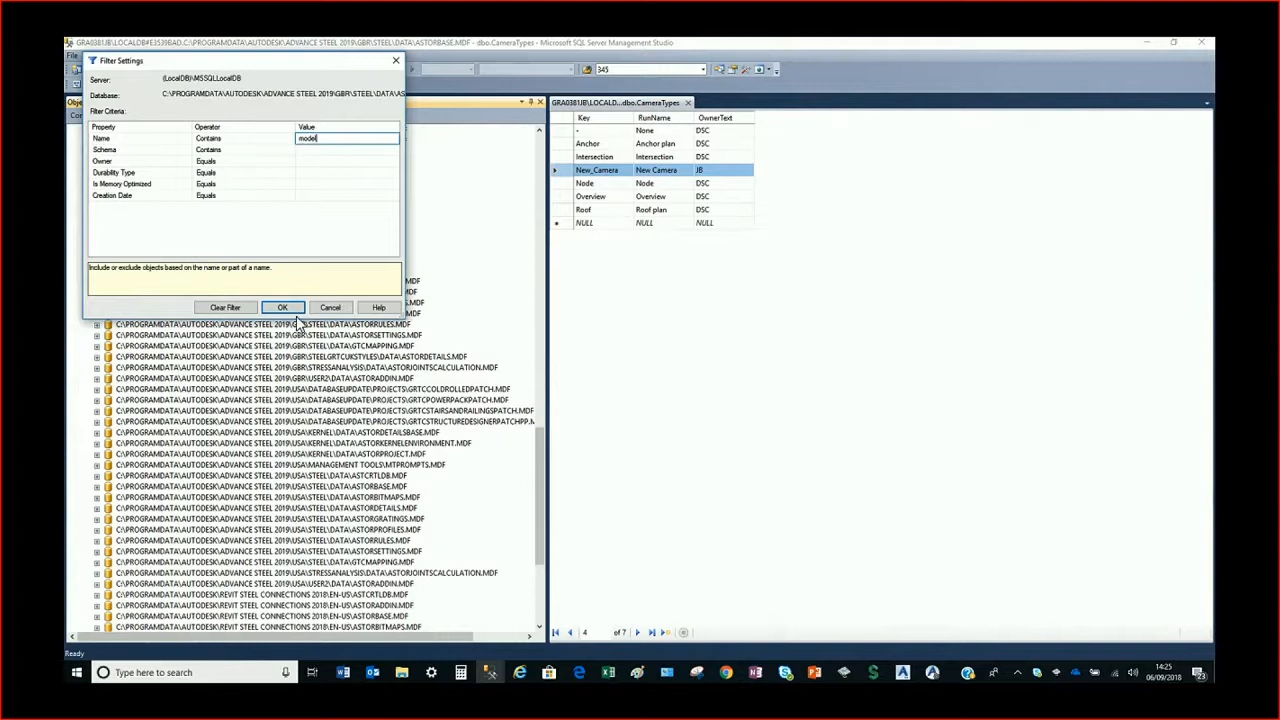 GRA0381JB\LOCALDB#E3539BAD.C:\PROGRAMDATA\AUTODESK\ADVANCE STEEL 2019\GBR\STEEL\DATA\ASTORBASE.MDF - dbo.CameraTypes - Microsoft SQL Server Management Studio
File
Filter Settings
Server: (LocalDB)\MSSQLLocalDB
Database: C:\PROGRAMDATA\AUTODESK\ADVANCE STEEL 2019\GBR\STEEL\DATA\AS
Filter Criteria:
Property Operator Value
Name Contains model
Schema Contains
Owner Equals
Durability Type Equals
Is Memory Optimized Equals
Creation Date Equals
Include or exclude objects based on the name or part of a name.
Clear Filter OK Cancel Help
345
Obje
Con
GRA0381JB\LOCALD...dbo.CameraTypes
Key RunName OwnerText
- None DSC
Anchor Anchor plan DSC
Intersection Intersection DSC
New_Camera New Camera JB
Node Node DSC
Overview Overview DSC
Roof Roof plan DSC
NULL NULL NULL
.MDF
C:\PROGRAMDATA\AUTODESK\ADVANCE STEEL 2019\GBR\STEEL\DATA\ASTORRULES.MDF
C:\PROGRAMDATA\AUTODESK\ADVANCE STEEL 2019\GBR\STEEL\DATA\ASTORSETTINGS.MDF
C:\PROGRAMDATA\AUTODESK\ADVANCE STEEL 2019\GBR\STEEL\DATA\GTCMAPPING.MDF
C:\PROGRAMDATA\AUTODESK\ADVANCE STEEL 2019\GBR\STEELGRTCUKSTYLES\DATA\ASTORDETAILS.MDF
C:\PROGRAMDATA\AUTODESK\ADVANCE STEEL 2019\GBR\STRESSANALYSIS\DATA\ASTORJOINTSCALCULATION.MDF
C:\PROGRAMDATA\AUTODESK\ADVANCE STEEL 2019\GBR\USER2\DATA\ASTORADDIN.MDF
C:\PROGRAMDATA\AUTODESK\ADVANCE STEEL 2019\USA\DATABASEUPDATE\PROJECTS\GRTCCOLDROLLEDPATCH.MDF
C:\PROGRAMDATA\AUTODESK\ADVANCE STEEL 2019\USA\DATABASEUPDATE\PROJECTS\GRTCPOWERPACKPATCH.MDF
C:\PROGRAMDATA\AUTODESK\ADVANCE STEEL 2019\USA\DATABASEUPDATE\PROJECTS\GRTCSTAIRSANDRAILINGSPATCH.MDF
C:\PROGRAMDATA\AUTODESK\ADVANCE STEEL 2019\USA\DATABASEUPDATE\PROJECTS\GRTCSTRUCTUREDESIGNERPATCHPP.M
C:\PROGRAMDATA\AUTODESK\ADVANCE STEEL 2019\USA\KERNEL\DATA\ASTORDETAILSBASE.MDF
C:\PROGRAMDATA\AUTODESK\ADVANCE STEEL 2019\USA\KERNEL\DATA\ASTORKERNELENVIRONMENT.MDF
C:\PROGRAMDATA\AUTODESK\ADVANCE STEEL 2019\USA\KERNEL\DATA\ASTORPROJECT.MDF
C:\PROGRAMDATA\AUTODESK\ADVANCE STEEL 2019\USA\MANAGEMENT TOOLS\MTPROMPTS.MDF
C:\PROGRAMDATA\AUTODESK\ADVANCE STEEL 2019\USA\STEEL\DATA\ASTCRTLDB.MDF
C:\PROGRAMDATA\AUTODESK\ADVANCE STEEL 2019\USA\STEEL\DATA\ASTORBASE.MDF
C:\PROGRAMDATA\AUTODESK\ADVANCE STEEL 2019\USA\STEEL\DATA\ASTORBITMAPS.MDF
C:\PROGRAMDATA\AUTODESK\ADVANCE STEEL 2019\USA\STEEL\DATA\ASTORDETAILS.MDF
C:\PROGRAMDATA\AUTODESK\ADVANCE STEEL 2019\USA\STEEL\DATA\ASTORGRATINGS.MDF
C:\PROGRAMDATA\AUTODESK\ADVANCE STEEL 2019\USA\STEEL\DATA\ASTORPROFILES.MDF
C:\PROGRAMDATA\AUTODESK\ADVANCE STEEL 2019\USA\STEEL\DATA\ASTORRULES.MDF
C:\PROGRAMDATA\AUTODESK\ADVANCE STEEL 2019\USA\STEEL\DATA\ASTORSETTINGS.MDF
C:\PROGRAMDATA\AUTODESK\ADVANCE STEEL 2019\USA\STEEL\DATA\GTCMAPPING.MDF
C:\PROGRAMDATA\AUTODESK\ADVANCE STEEL 2019\USA\STRESSANALYSIS\DATA\ASTORJOINTSCALCULATION.MDF
C:\PROGRAMDATA\AUTODESK\ADVANCE STEEL 2019\USA\USER2\DATA\ASTORADDIN.MDF
C:\PROGRAMDATA\AUTODESK\REVIT STEEL CONNECTIONS 2018\EN-US\ASTCRTLDB.MDF
C:\PROGRAMDATA\AUTODESK\REVIT STEEL CONNECTIONS 2018\EN-US\ASTORADDIN.MDF
C:\PROGRAMDATA\AUTODESK\REVIT STEEL CONNECTIONS 2018\EN-US\ASTORBASE.MDF
C:\PROGRAMDATA\AUTODESK\REVIT STEEL CONNECTIONS 2018\EN-US\ASTORBITMAPS.MDF
4 of 7
Ready
Type here to search
14:25
06/09/2018
23